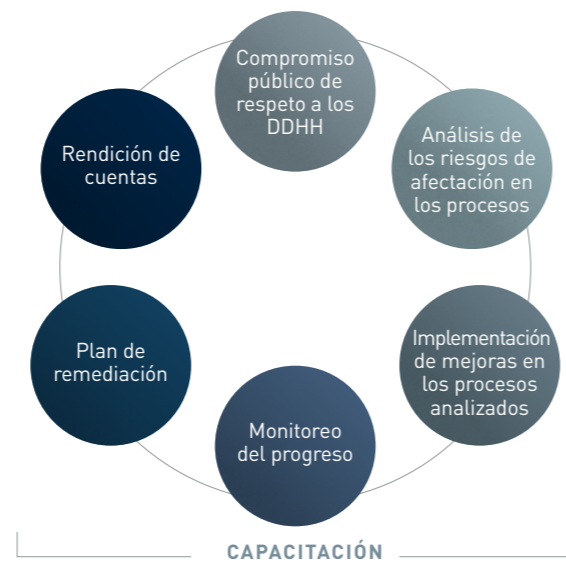 Compromiso
público de
respeto a los
DDHH
Análisis de
los riesgos de
afectación en
los procesos
Implementación
de mejoras en
los procesos
analizados
Monitoreo
del progreso
Plan de
remediación
Rendición de
cuentas
CAPACITACIÓN